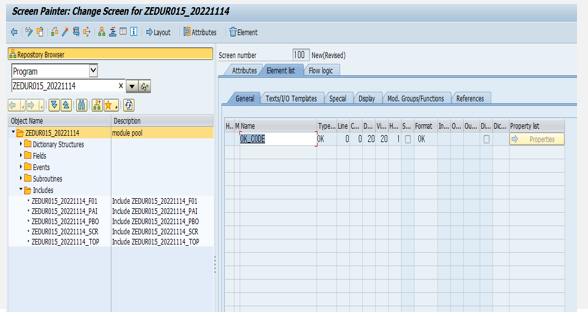 Screen Painter: Change Screen for ZEDUR015_20221114
Layout Attributes Element
Repository Browser
Program
ZEDUR015_20221114
Object Name Description
ZEDUR015_20221114 module pool
Dictionary Structures
Fields
Events
Subroutines
Includes
ZEDUR015_20221114_F01 Include ZEDUR015_20221114_F01
ZEDUR015_20221114_PAI Include ZEDUR015_20221114_PAI
ZEDUR015_20221114_PBO Include ZEDUR015_20221114_PBO
ZEDUR015_20221114_SCR Include ZEDUR015_20221114_SCR
ZEDUR015_20221114_TOP Include ZEDUR015_20221114_TOP
Screen number 100 New(Revised)
Attributes Element list Flow logic
General Texts/I/O Templates Special Display Mod. Groups/Functions References
H.. M Name Type... Line C... D... Vi... H... S... Format In... O... Ou... Di... Dic... Property list
OK_CODE OK 0 0 20 20 1 OK Properties